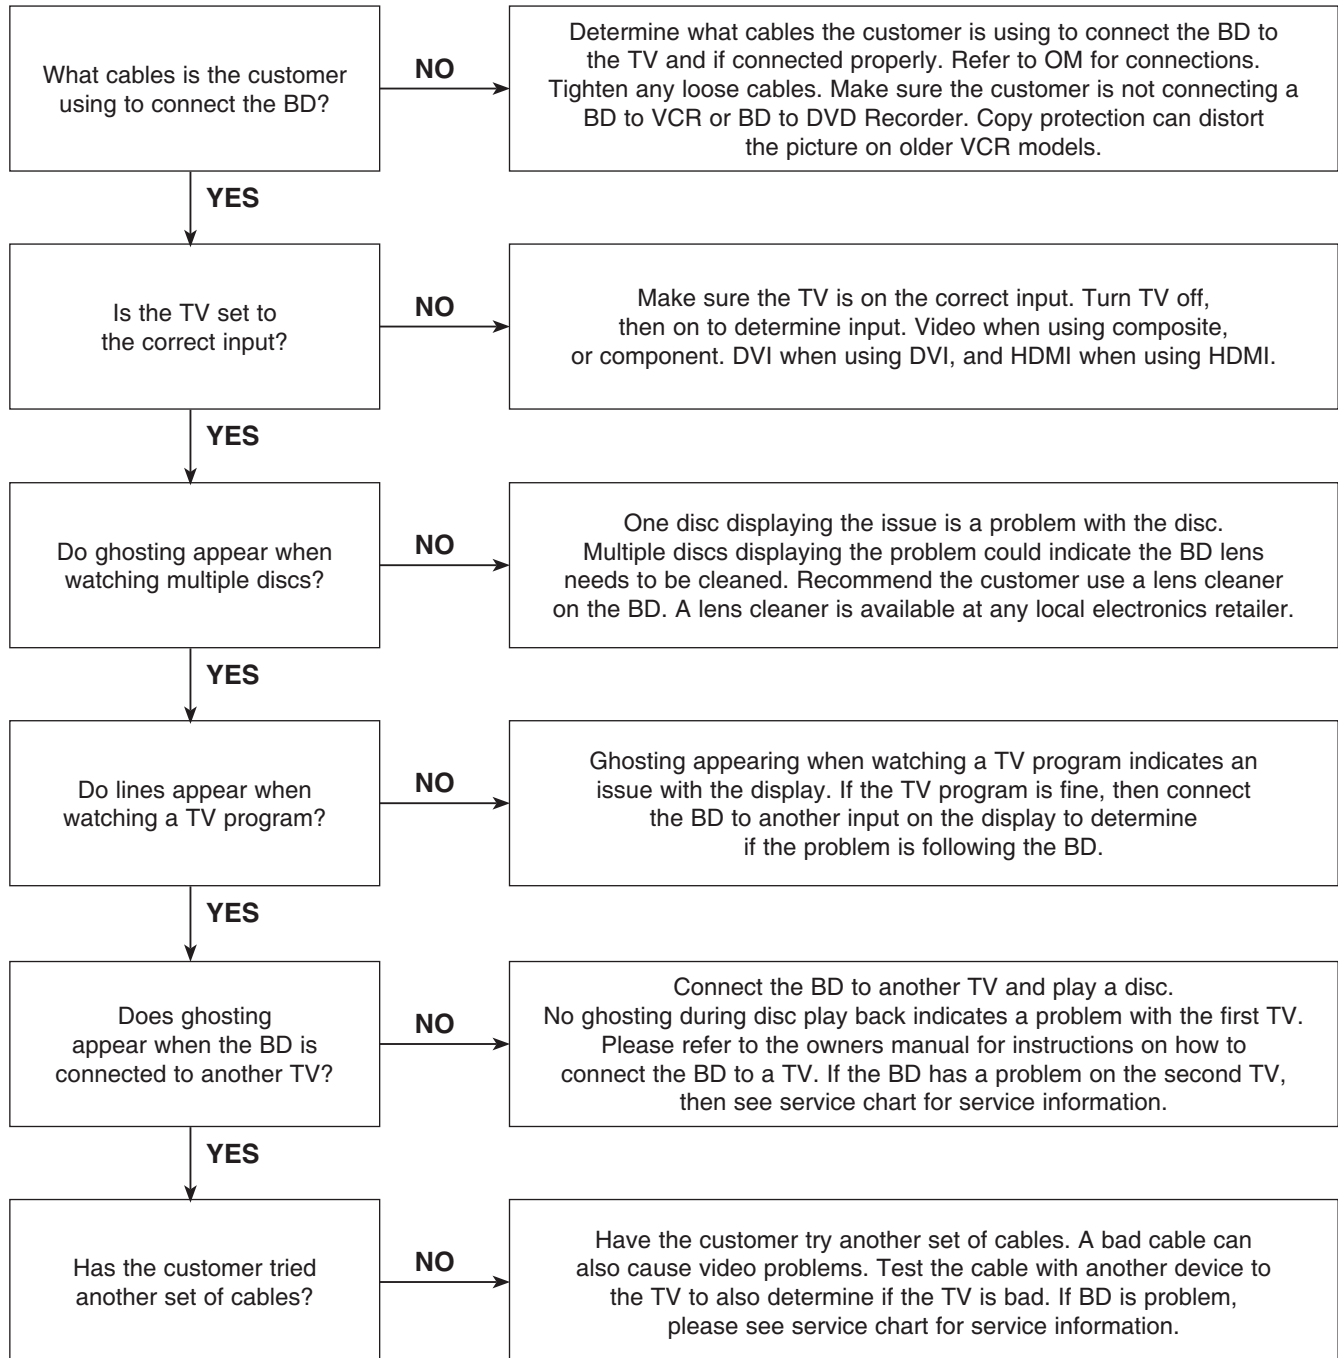 What cables is the customer
using to connect the BD?
NO
Determine what cables the customer is using to connect the BD to
the TV and if connected properly. Refer to OM for connections.
Tighten any loose cables. Make sure the customer is not connecting a
BD to VCR or BD to DVD Recorder. Copy protection can distort
the picture on older VCR models.
YES
Is the TV set to
the correct input?
NO
Make sure the TV is on the correct input. Turn TV off,
then on to determine input. Video when using composite,
or component. DVI when using DVI, and HDMI when using HDMI.
YES
Do ghosting appear when
watching multiple discs?
NO
One disc displaying the issue is a problem with the disc.
Multiple discs displaying the problem could indicate the BD lens
needs to be cleaned. Recommend the customer use a lens cleaner
on the BD. A lens cleaner is available at any local electronics retailer.
YES
Do lines appear when
watching a TV program?
NO
Ghosting appearing when watching a TV program indicates an
issue with the display. If the TV program is fine, then connect
the BD to another input on the display to determine
if the problem is following the BD.
YES
Does ghosting
appear when the BD is
connected to another TV?
NO
Connect the BD to another TV and play a disc.
No ghosting during disc play back indicates a problem with the first TV.
Please refer to the owners manual for instructions on how to
connect the BD to a TV. If the BD has a problem on the second TV,
then see service chart for service information.
YES
Has the customer tried
another set of cables?
NO
Have the customer try another set of cables. A bad cable can
also cause video problems. Test the cable with another device to
the TV to also determine if the TV is bad. If BD is problem,
please see service chart for service information.